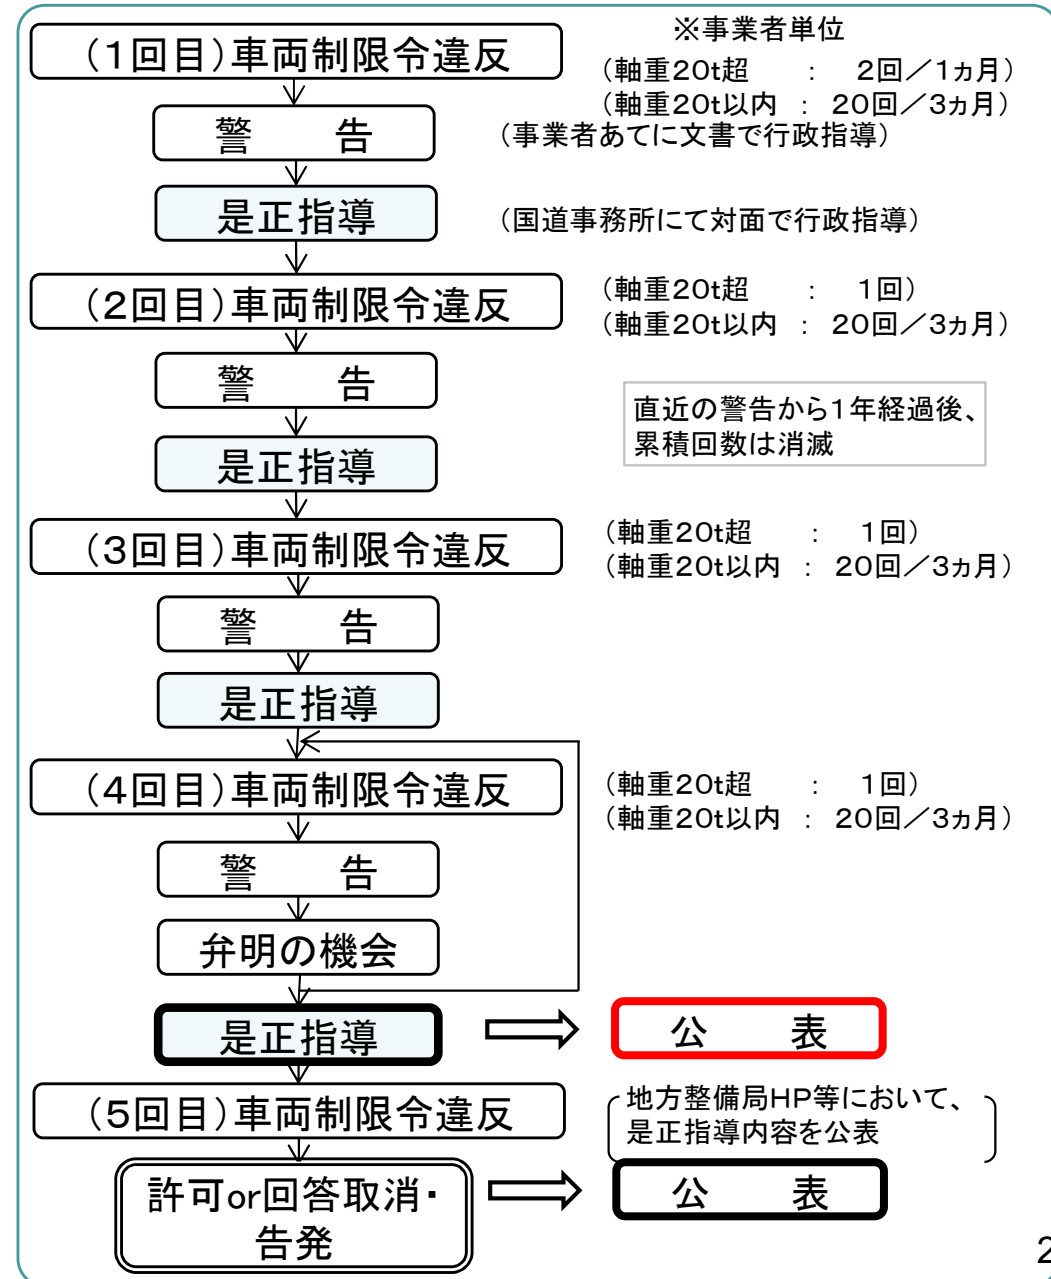 ※事業者単位
（１回目）車両制限令違反
（軸重２０t超　　：　２回／１ヵ月）
（軸重２０t以内　：　２０回／３ヵ月）
警　　告
（事業者あてに文書で行政指導）
是正指導
（国道事務所にて対面で行政指導）
（２回目）車両制限令違反
（軸重２０t超　　：　１回）
（軸重２０t以内　：　２０回／３ヵ月）
警　　告
直近の警告から１年経過後、
累積回数は消滅
是正指導
（３回目）車両制限令違反
（軸重２０t超　　：　１回）
（軸重２０t以内　：　２０回／３ヵ月）
警　　告
是正指導
（４回目）車両制限令違反
（軸重２０t超　　：　１回）
（軸重２０t以内　：　２０回／３ヵ月）
警　　告
弁明の機会
是正指導
公　　表
（５回目）車両制限令違反
地方整備局ＨＰ等において、
是正指導内容を公表
許可or回答取消・
告発
公　　表
2